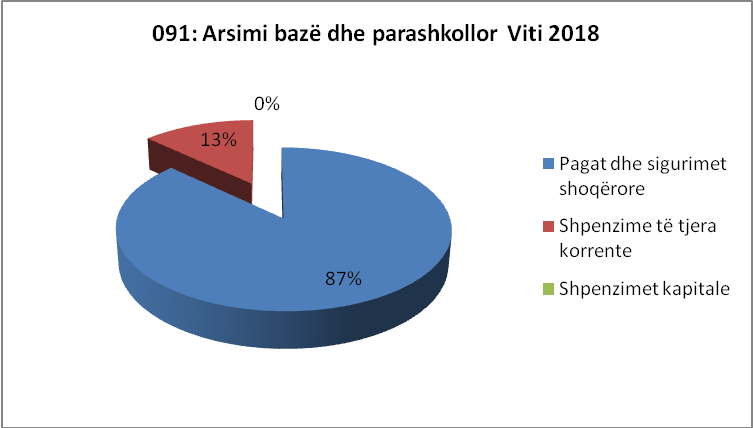 091: Arsimi bazë dhe parashkollor Viti 2018
0%
13%
87%
Pagat dhe sigurimet
shoqërore
Shpenzime të tjera
korrente
Shpenzimet kapitale